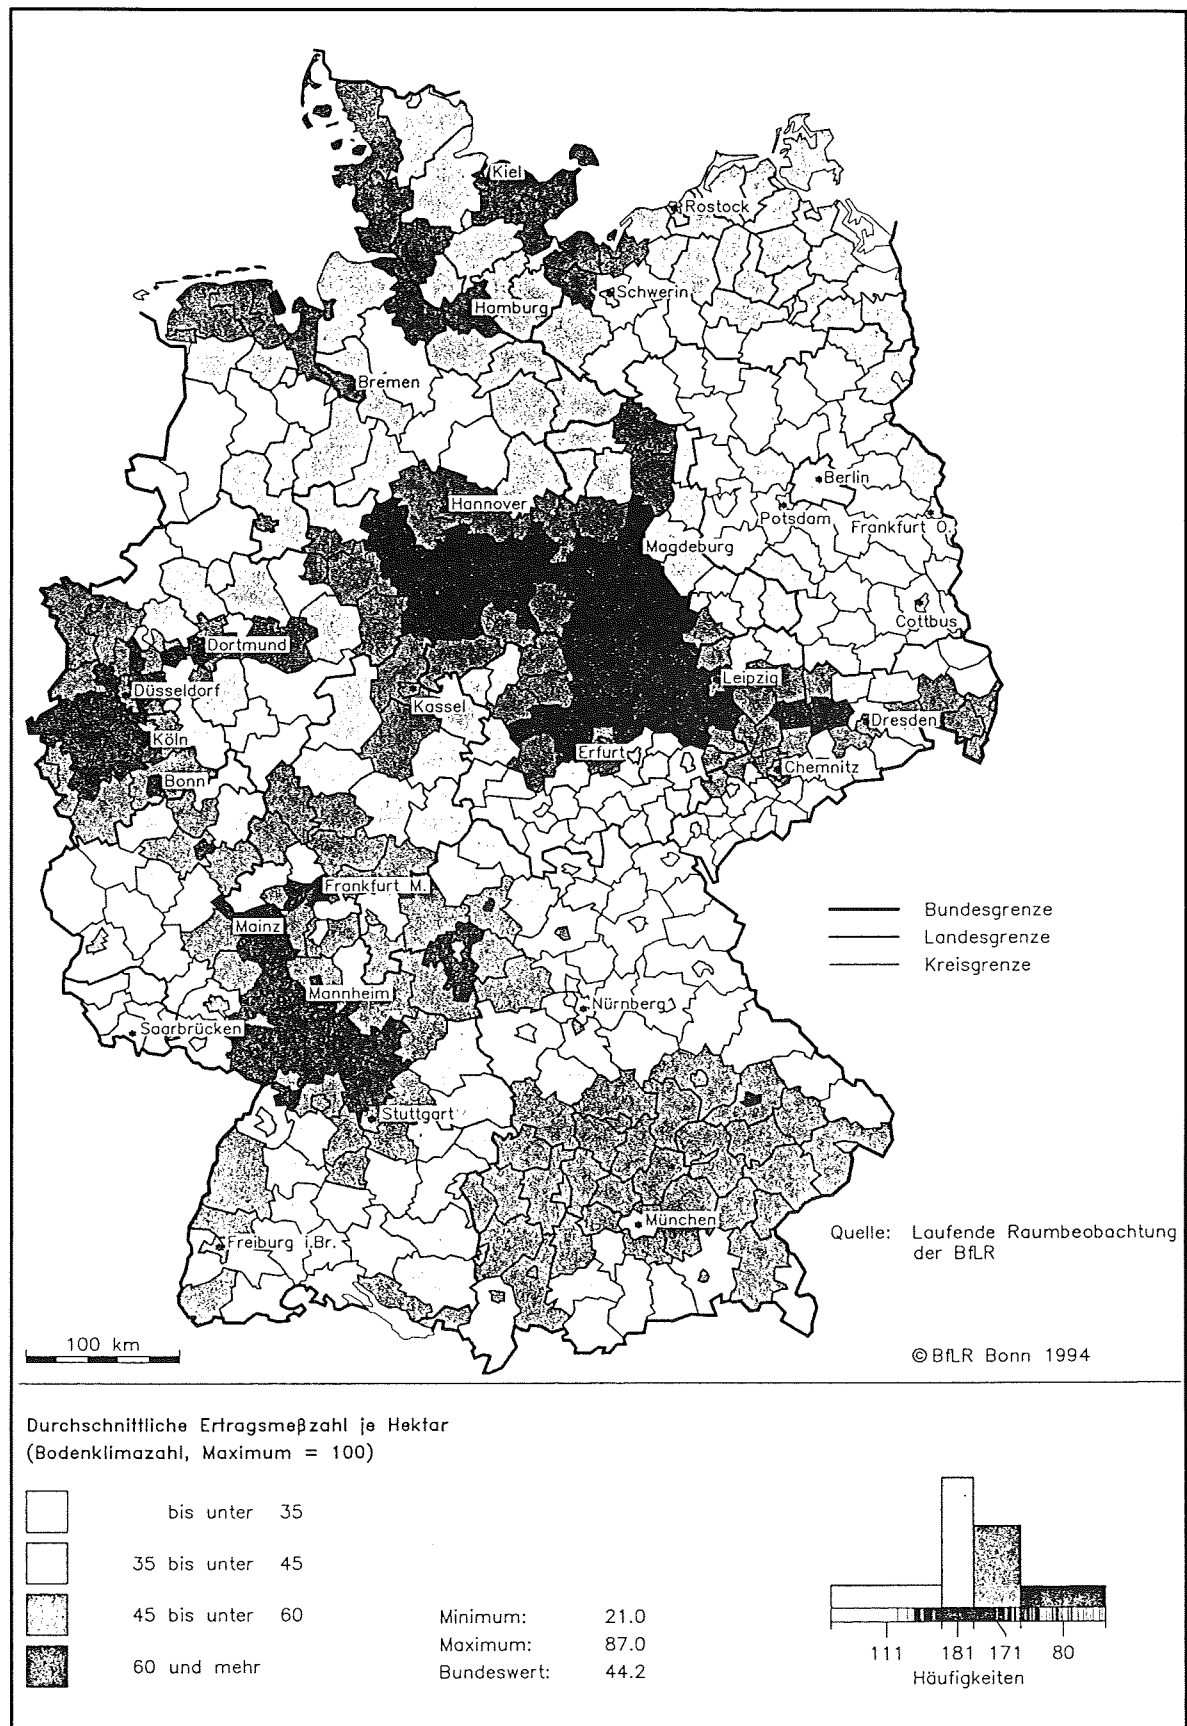 Kiel
Rostock
Schwerin
Hamburg
Bremen
Berlin
Hannover
Potsdam
Frankfurt O.
Magdeburg
Cottbus
Dortmund
Leipzig
Düsseldorf
Kassel
Dresden
Köln
Erfurt
Chemnitz
Bonn
Frankfurt M.
Mainz
Mannheim
Nürnberg
Saarbrücken
Stuttgart
München
Freiburg i.Br.
Bundesgrenze
Landesgrenze
Kreisgrenze
Quelle: Laufende Raumbeobachtung
der BfLR
100 km
© BfLR Bonn 1994
Durchschnittliche Ertragsmeßzahl je Hektar
(Bodenklimazahl, Maximum = 100)
bis unter 35
35 bis unter 45
45 bis unter 60
60 und mehr
Minimum: 21.0
Maximum: 87.0
Bundeswert: 44.2
111 181 171 80
Häufigkeiten